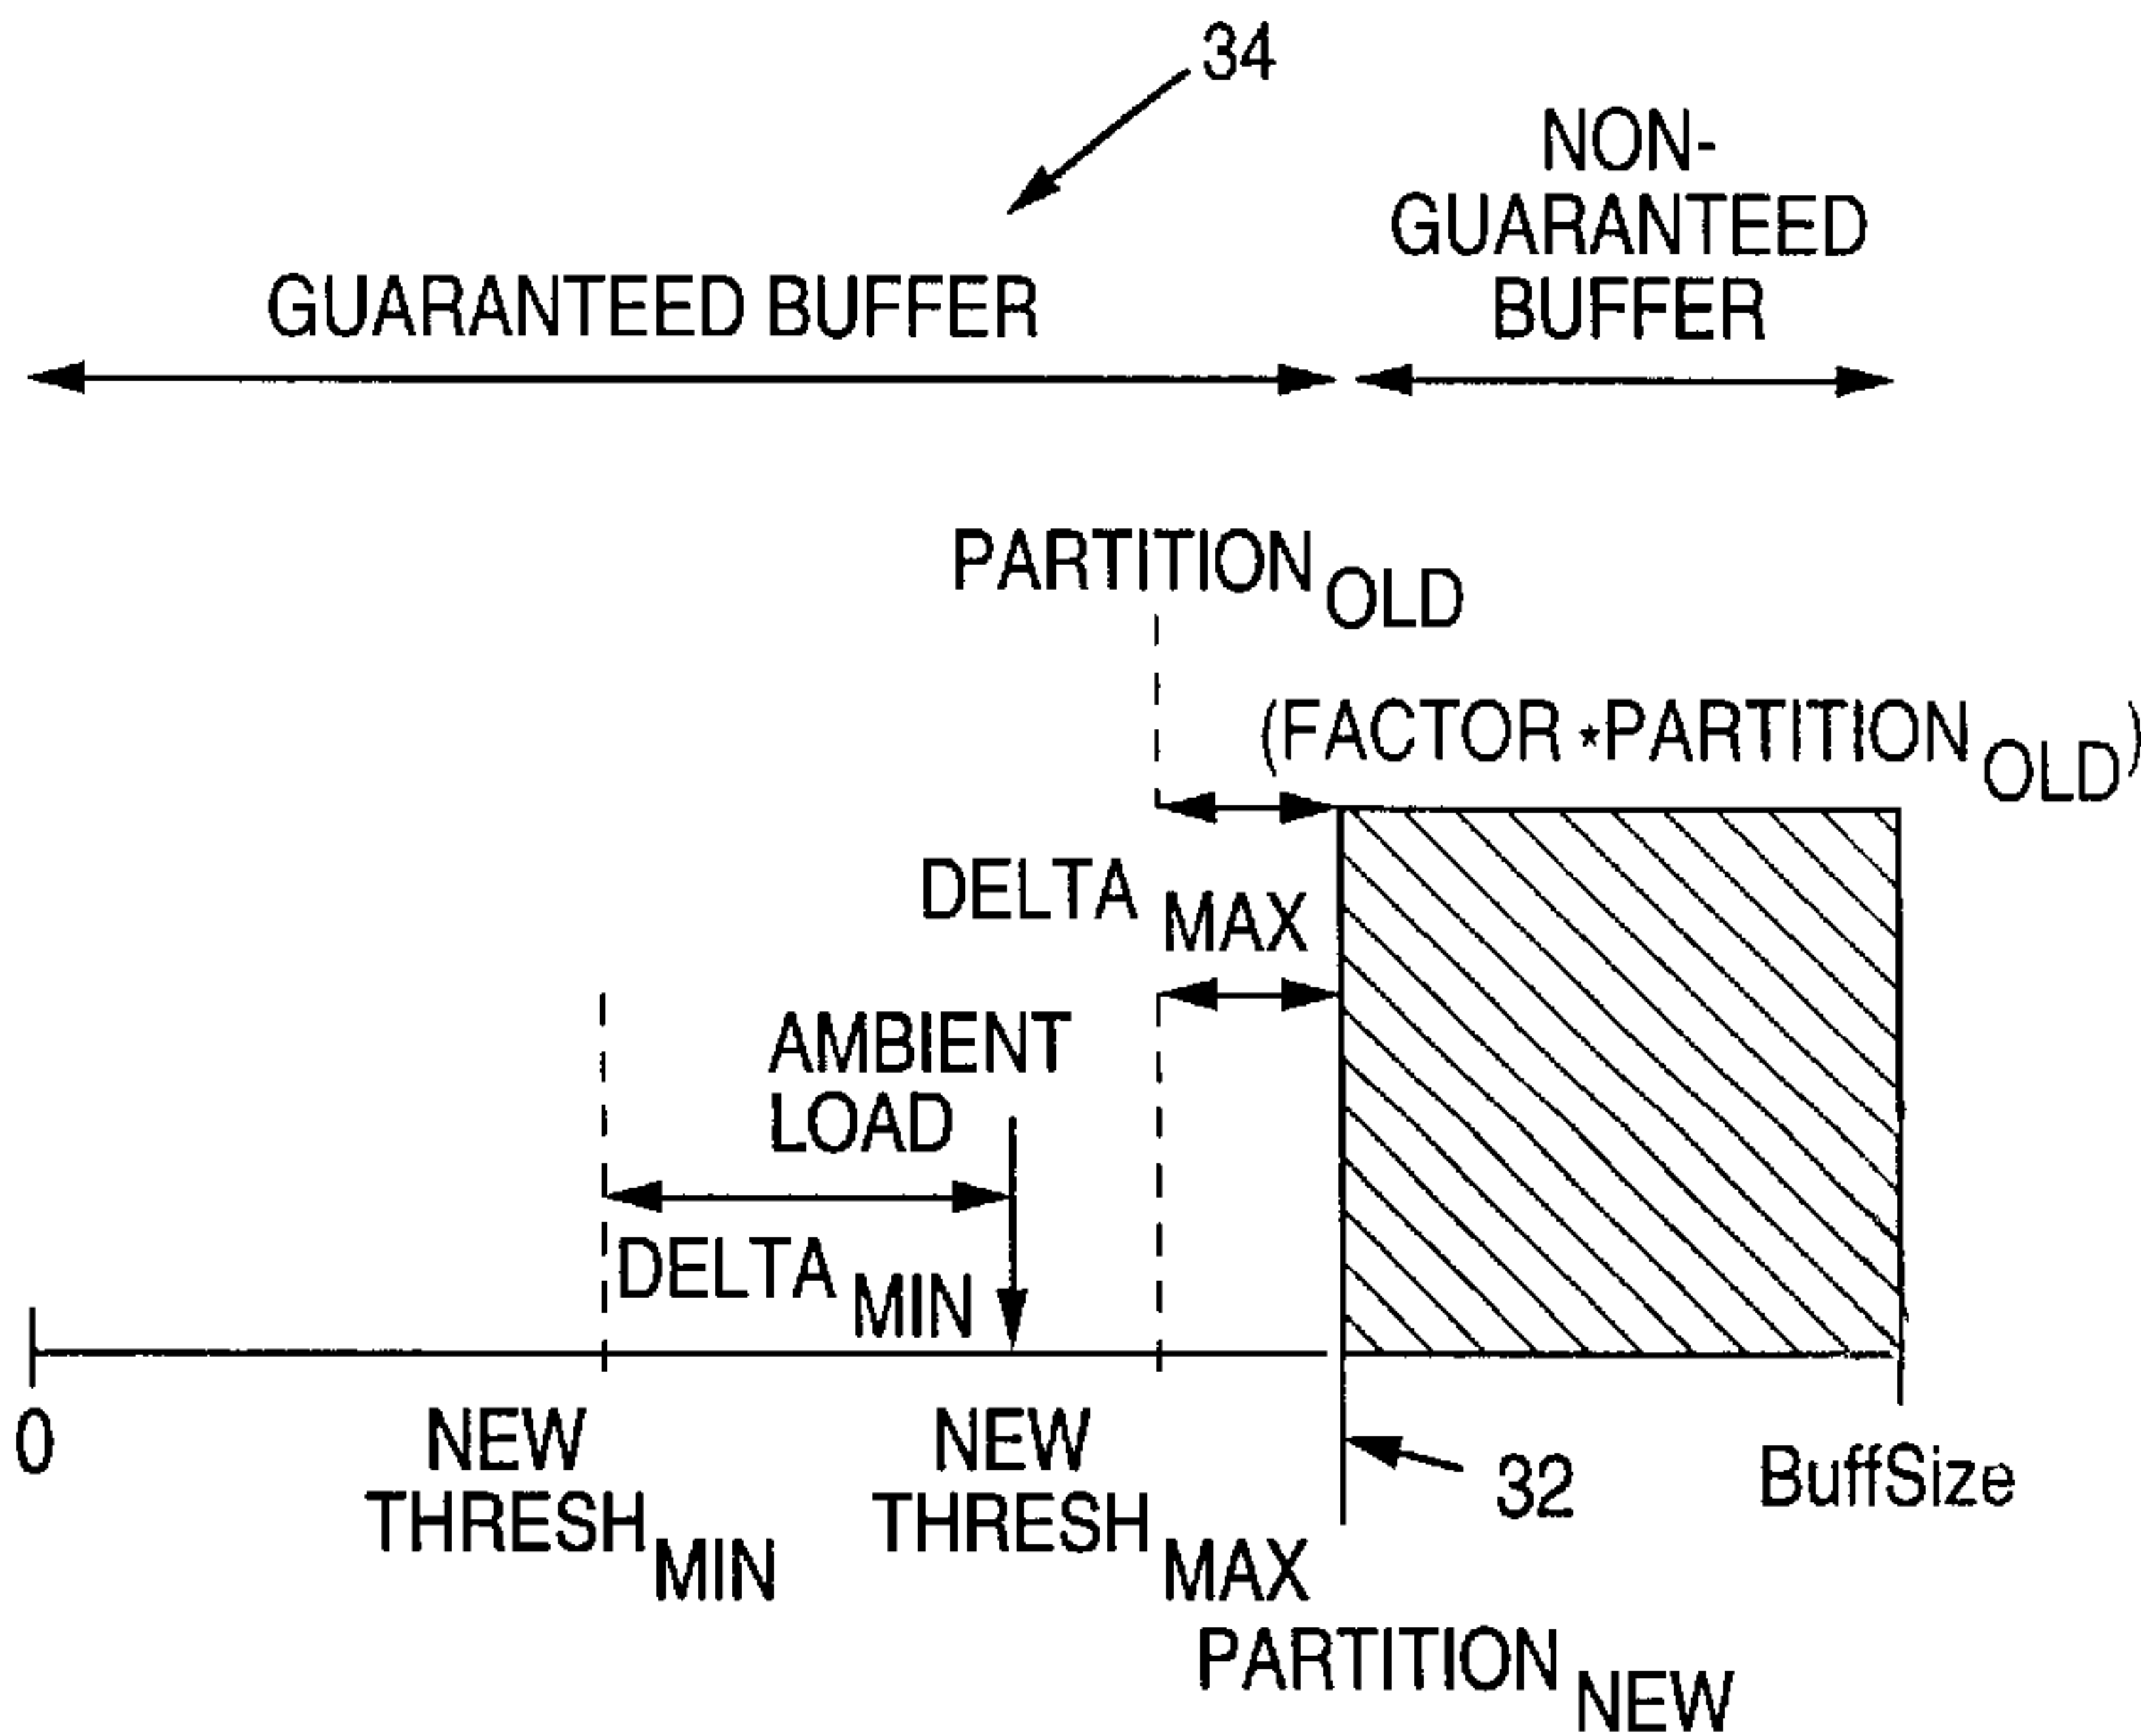 34
NON-
GUARANTEED
BUFFER
GUARANTEED BUFFER
PARTITION OLD
(FACTOR *PARTITION OLD)
DELTA MAX
AMBIENT
LOAD
DELTA MIN
0
NEW
THRESH MIN
NEW
THRESH MAX
32
BuffSize
PARTITION NEW